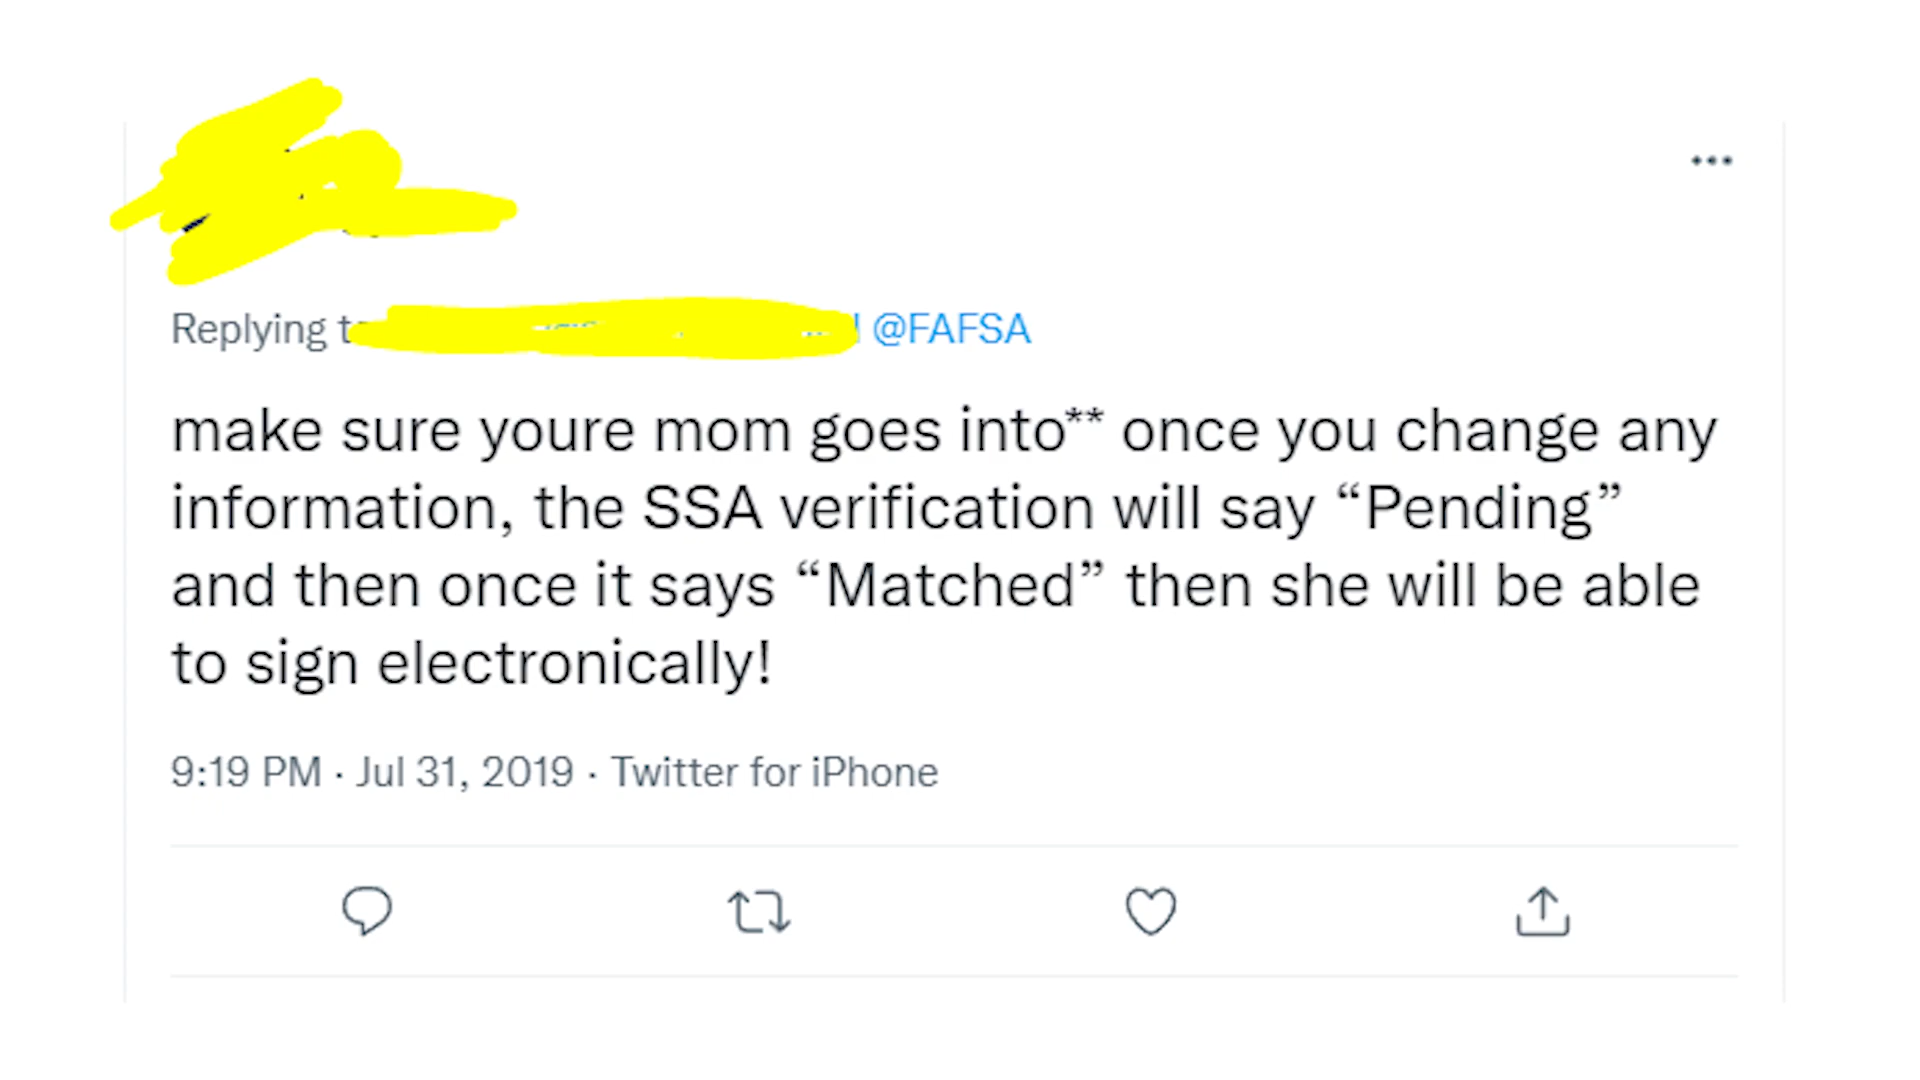 Replying @FAFSA
make sure youre mom goes into** once you change any
information, the SSA verification will say “Pending”
and then once it says “Matched” then she will be able
to sign electronically!
9:19 PM · Jul 31, 2019 · Twitter for iPhone